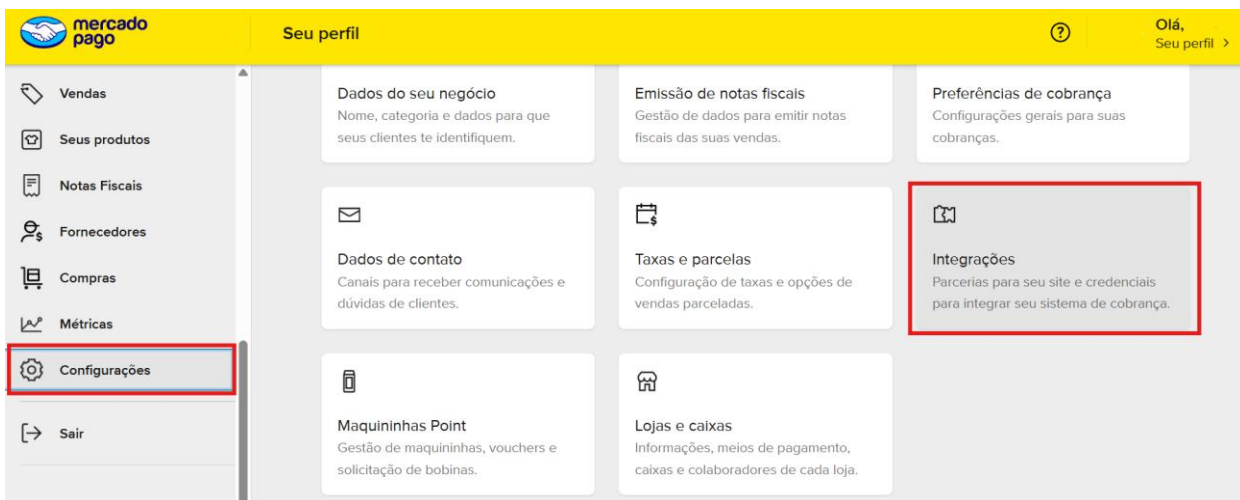 mercado
pago
Seu perfil
Olá,
Seu perfil >
Vendas
Seus produtos
Notas Fiscais
Fornecedores
Compras
Métricas
Configurações
Sair
Dados do seu negócio
Nome, categoria e dados para que
seus clientes te identifiquem.
Emissão de notas fiscais
Gestão de dados para emitir notas
fiscais das suas vendas.
Preferências de cobrança
Configurações gerais para suas
cobranças.
Dados de contato
Canais para receber comunicações e
dúvidas de clientes.
Taxas e parcelas
Configuração de taxas e opções de
vendas parceladas.
Integrações
Parcerias para seu site e credenciais
para integrar seu sistema de cobrança.
Maquininhas Point
Gestão de maquininhas, vouchers e
solicitação de bobinas.
Lojas e caixas
Informações, meios de pagamento,
caixas e colaboradores de cada loja.